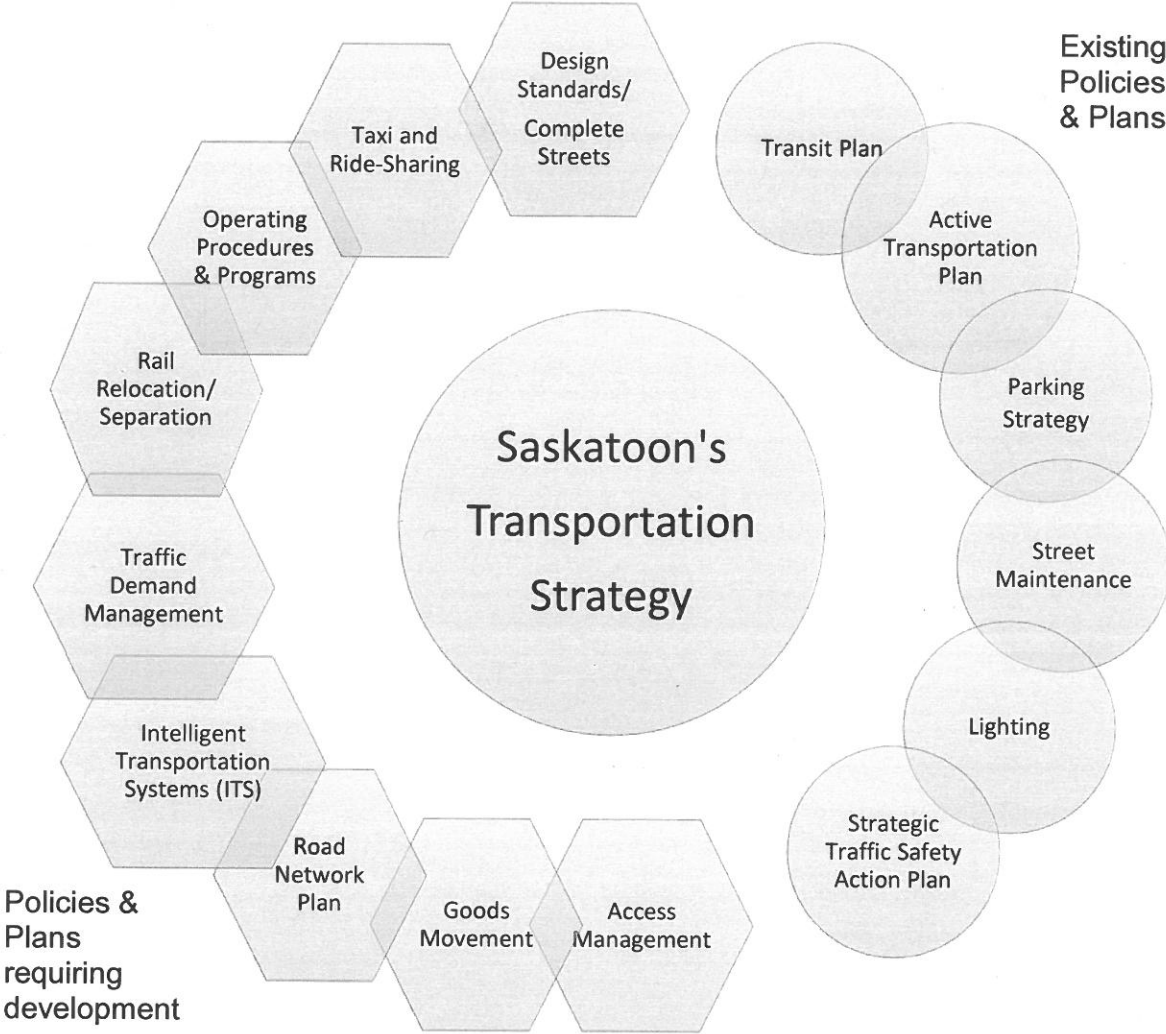 Existing
Policies
& Plans
Design
Standards/
Complete
Streets
Taxi and
Ride-Sharing
Operating
Procedures
& Programs
Rail
Relocation/
Separation
Traffic
Demand
Management
Intelligent
Transportation
Systems (ITS)
Road
Network
Plan
Goods
Movement
Access
Management
Transit Plan
Active
Transportation
Plan
Parking
Strategy
Street
Maintenance
Lighting
Strategic
Traffic Safety
Action Plan
Saskatoon's
Transportation
Strategy
Policies &
Plans
requiring
development